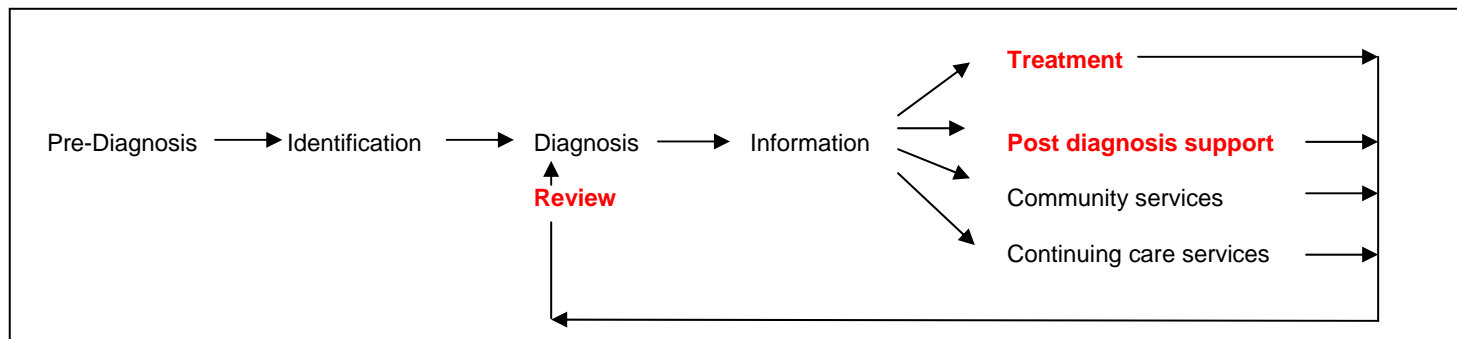 Treatment
Pre-Diagnosis Identification Diagnosis Information Post diagnosis support
Review Community services
Continuing care services